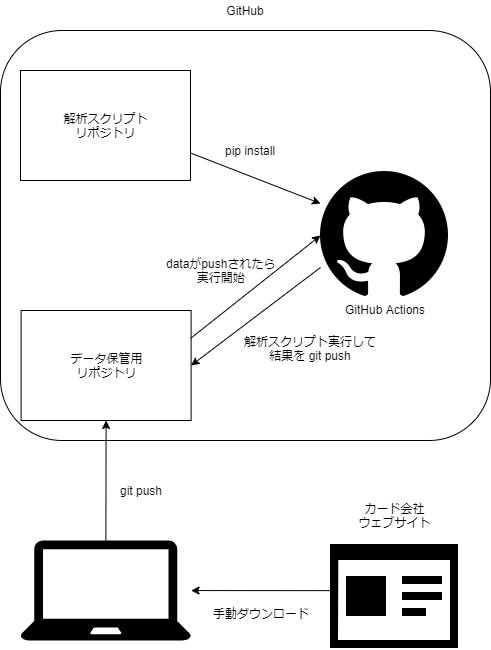 GitHub
解析スクリプト
リポジトリ
pip install
dataがpushされたら
実行開始
GitHub Actions
解析スクリプト実行して
結果を git push
データ保管用
リポジトリ
git push
カード会社
ウェブサイト
手動ダウンロード